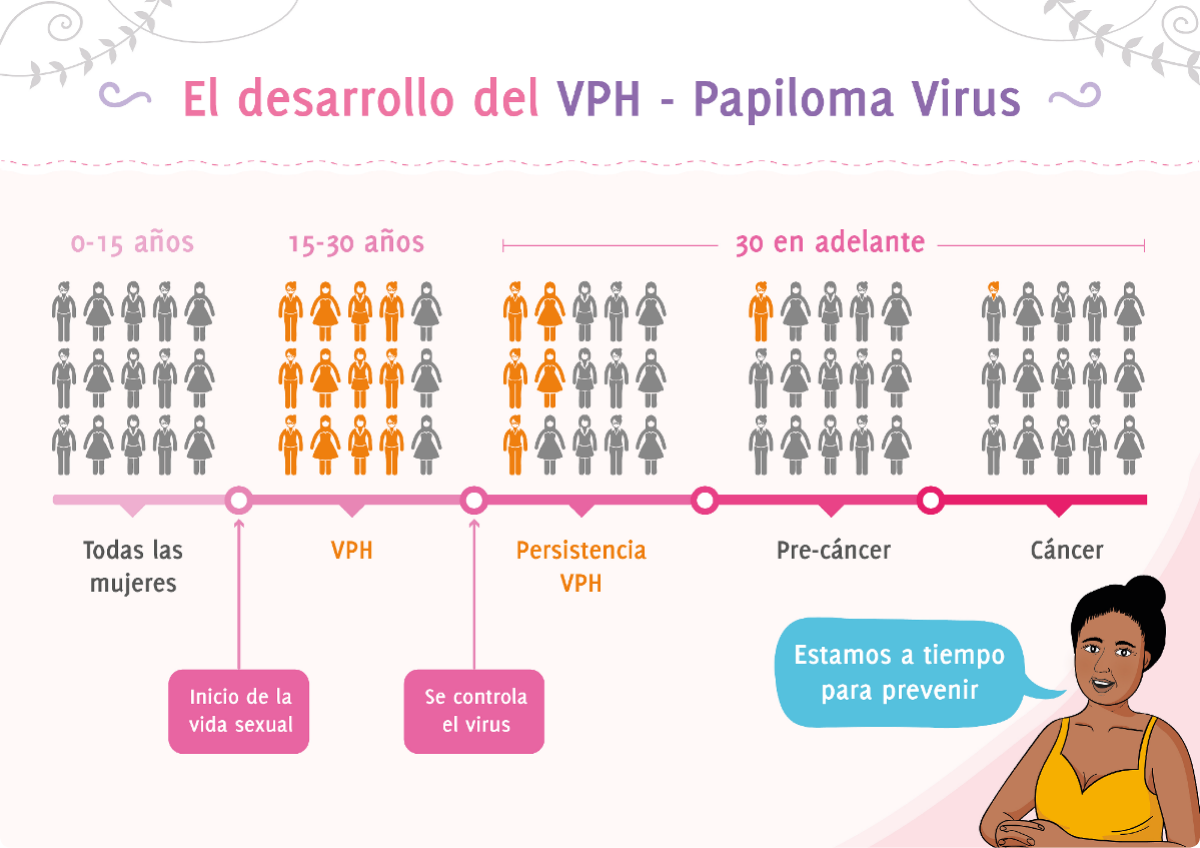 El desarrollo del VPH - Papiloma Virus
0-15 años
15-30 años
30 en adelante
Todas las
mujeres
VPH
Persistencia
VPH
Pre-cáncer
Cáncer
Inicio de la
vida sexual
Se controla
el virus
Estamos a tiempo
para prevenir